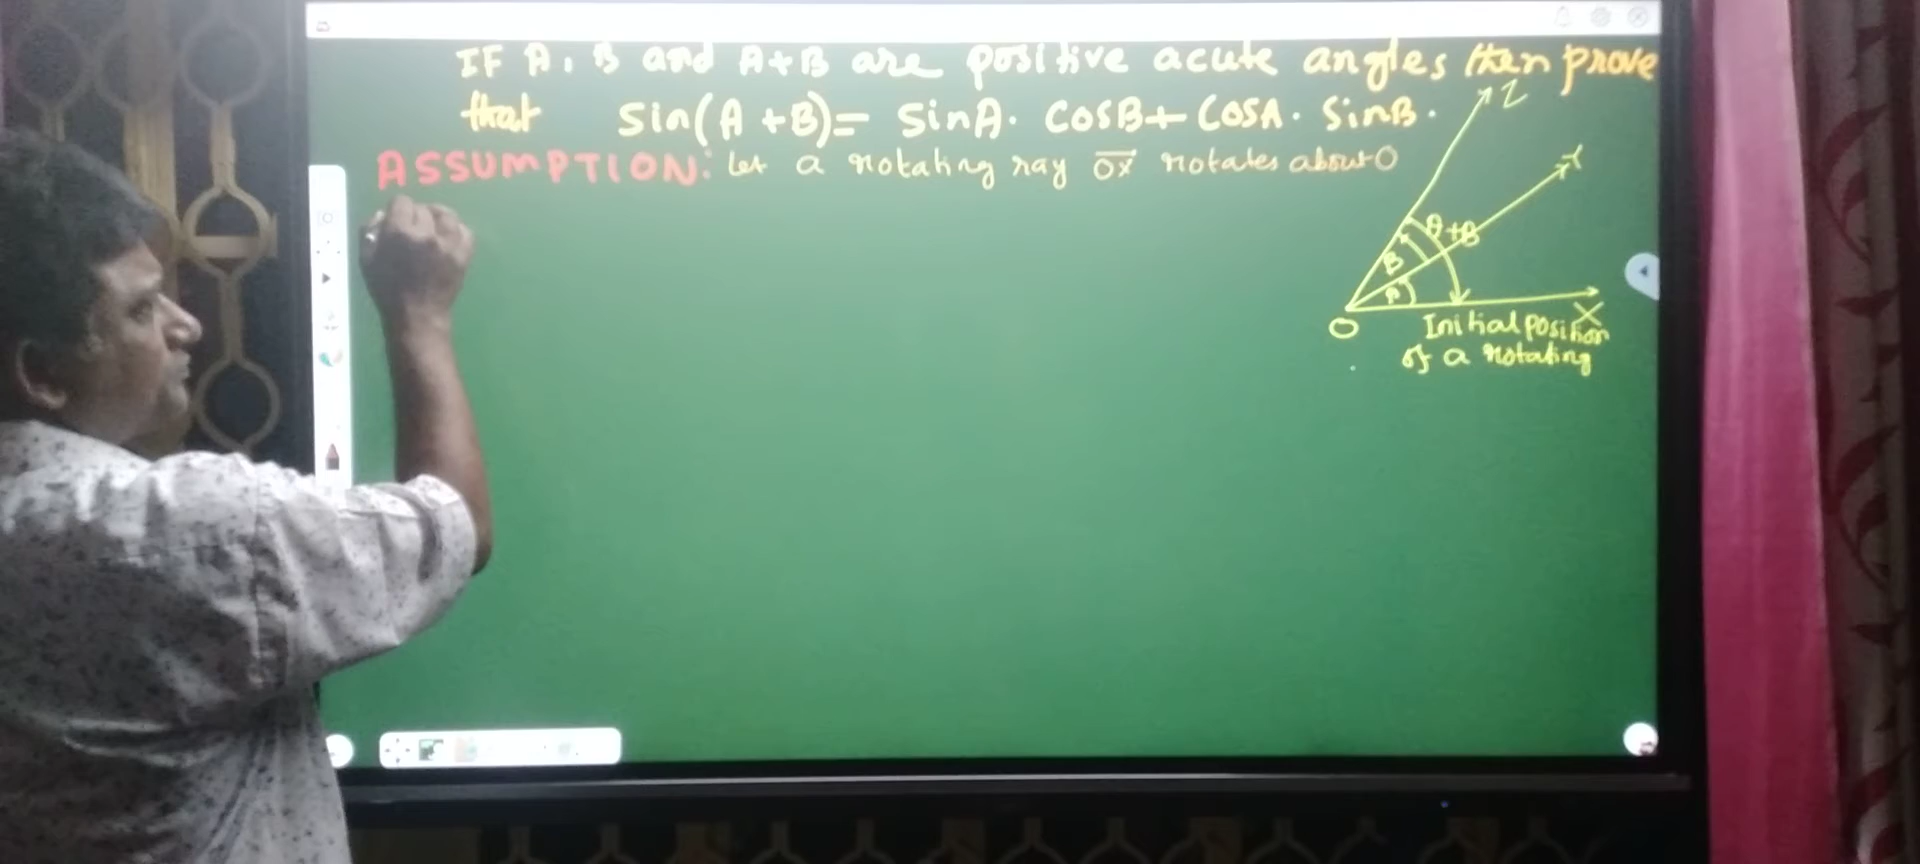 IF A, B and A+B are positive acute angles then prove
that sin(A+B)= sinA. cosB+ cosA. sinB.
ASSUMPTION: Let a rotating ray OX rotates about O
Z
Y
A+B
B
A
O
X
Initial position
of a rotating